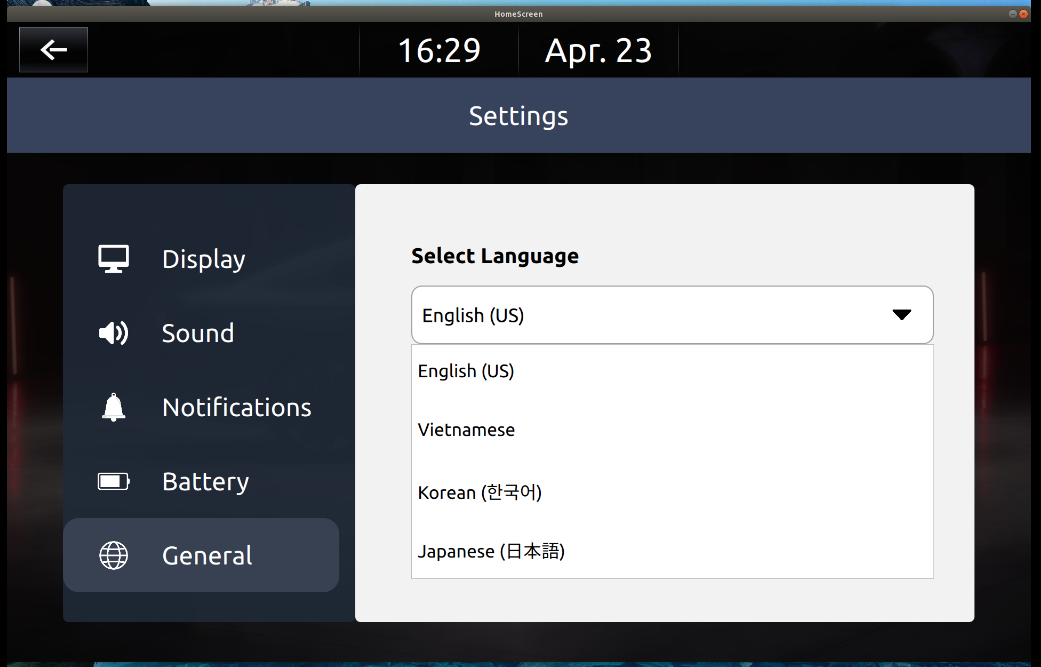 HomeScreen
16:29
Apr. 23
Settings
Display
Sound
Notifications
Battery
General
Select Language
English (US)
English (US)
Vietnamese
Korean (한국어)
Japanese (日本語)